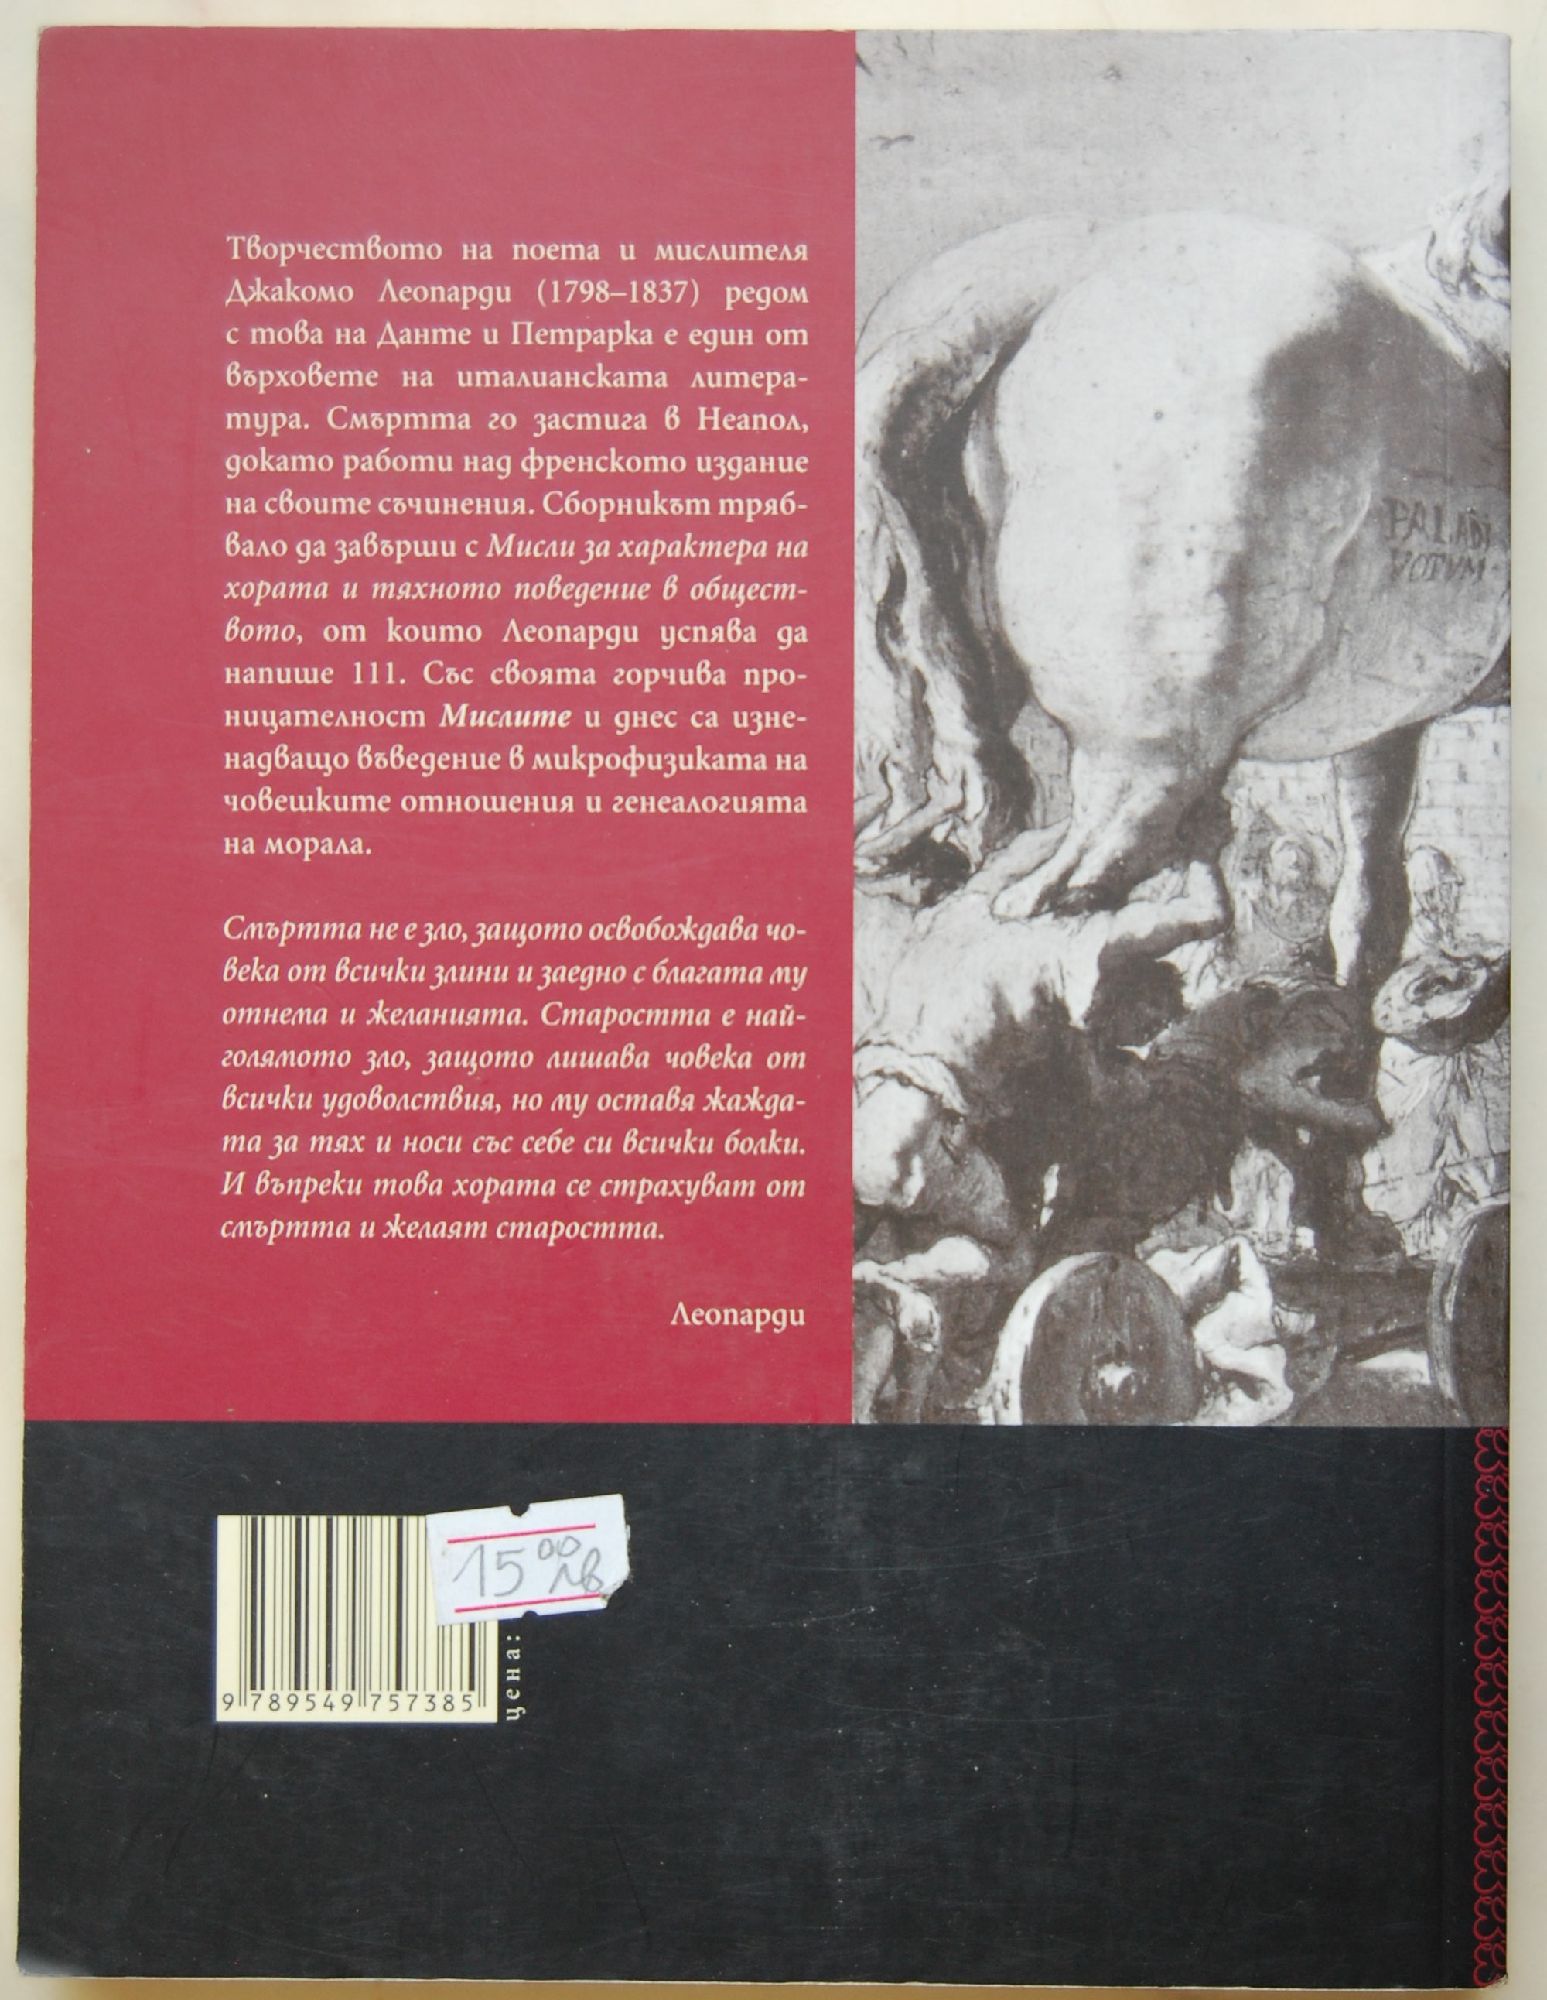 Творчеството на поета и мислителя
Джакомо Леопарди (1798–1837) редом
с това на Данте и Петрарка е един от
върховете на италианската литера-
тура. Смъртта го застига в Неапол,
докато работи над френското издание
на своите съчинения. Сборникът тряб-
вало да завърши с Мисли за характера на
хората и тяхното поведение в общест-
вото, от които Леопарди успява да
напише 111. Със своята горчива про-
ницателност Мислите и днес са изне-
надващо въведение в микрофизиката на
човешките отношения и генеалогията
на морала.
Смъртта не е зло, защото освобождава чо-
века от всички злини и заедно с благата му
отнема и желанията. Старостта е най-
голямото зло, защото лишава човека от
всички удоволствия, но му оставя жажда-
та за тях и носи със себе си всички болки.
И въпреки това хората се страхуват от
смъртта и желаят старостта.
Леопарди
PALADI
VOTUM
15 00 лв
цена:
9 789549 757385